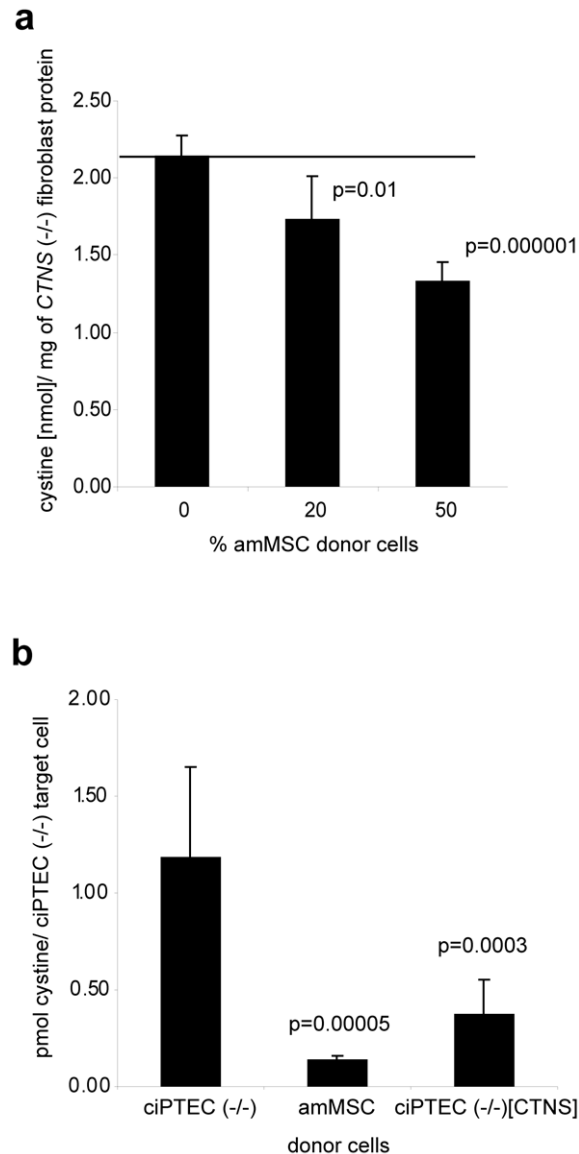 a
cystine [nmol]/ mg of CTNS (-/-) fibroblast protein
2.50
2.00
1.50
1.00
0.50
0.00
p=0.01
p=0.000001
0 20 50
% amMSC donor cells
b
pmol cystine/ ciPTEC (-/-) target cell
2.00
1.50
1.00
0.50
0.00
p=0.00005
p=0.0003
ciPTEC (-/-) amMSC ciPTEC (-/-)[CTNS]
donor cells